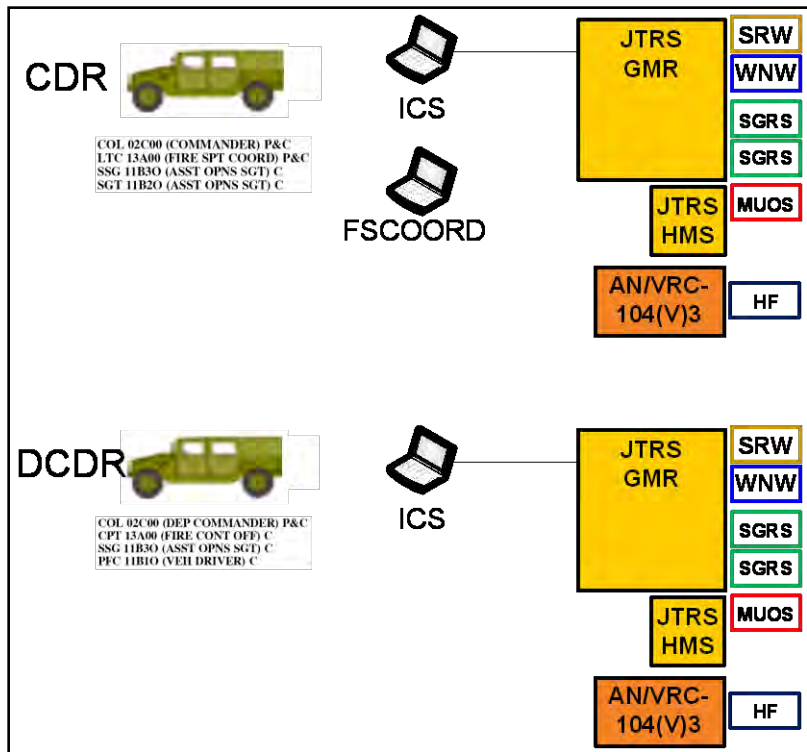 CDR
COL 02C00 (COMMANDER) P&C
LTC 13A00 (FIRE SPT COORD) P&C
SSG 11B3O (ASST OPNS SGT) C
SGT 11B2O (ASST OPNS SGT) C
ICS
FSCOORD
JTRS
GMR
SRW
WNW
SGRS
SGRS
JTRS
HMS
MUOS
AN/VRC-
104(V)3
HF
DCDR
COL 02C00 (DEP COMMANDER) P&C
CPT 13A00 (FIRE CONT OFF) C
SSG 11B3O (ASST OPNS SGT) C
PFC 11B1O (VEH DRIVER) C
ICS
JTRS
GMR
SRW
WNW
SGRS
SGRS
JTRS
HMS
MUOS
AN/VRC-
104(V)3
HF